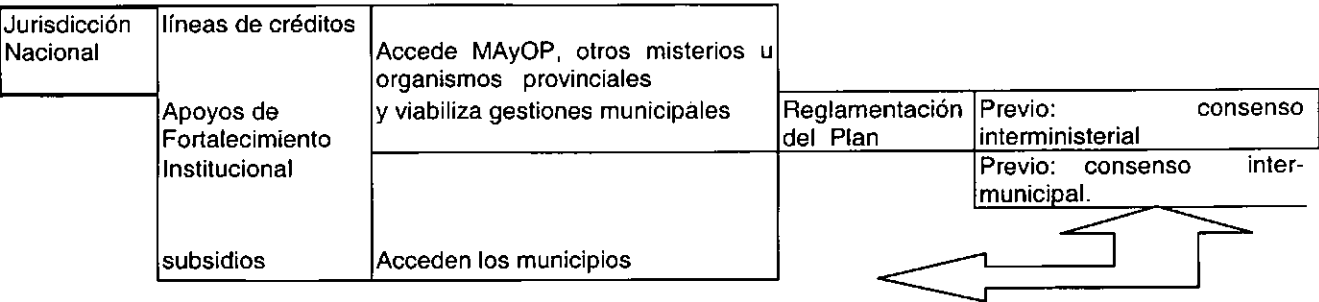 Jurisdicción
Nacional
líneas de créditos
Apoyos de
Fortalecimiento
Institucional
subsidios
Accede MAyOP, otros misterios u
organismos provinciales
y viabiliza gestiones municipales
Acceden los municipios
Reglamentación
del Plan
Previo: consenso
interministerial
Previo: consenso inter-
municipal.